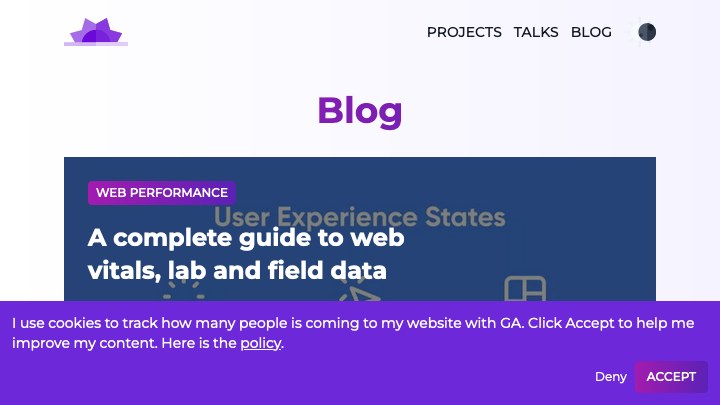 PROJECTS TALKS BLOG
Blog
WEB PERFORMANCE
User Experience States
A complete guide to web
vitals, lab and field data
I use cookies to track how many people is coming to my website with GA. Click Accept to help me
improve my content. Here is the policy.
Deny ACCEPT